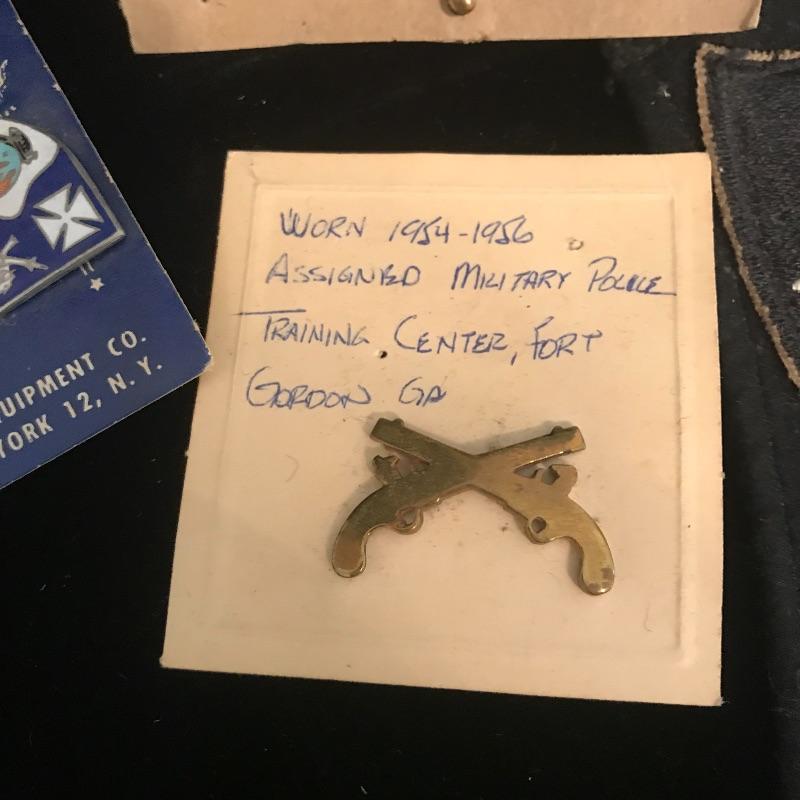 WORN 1954-1956
ASSIGNED MILITARY POLICE
TRAINING CENTER, FORT
GORDON GA
UIPMENT CO.
YORK 12, N.Y.